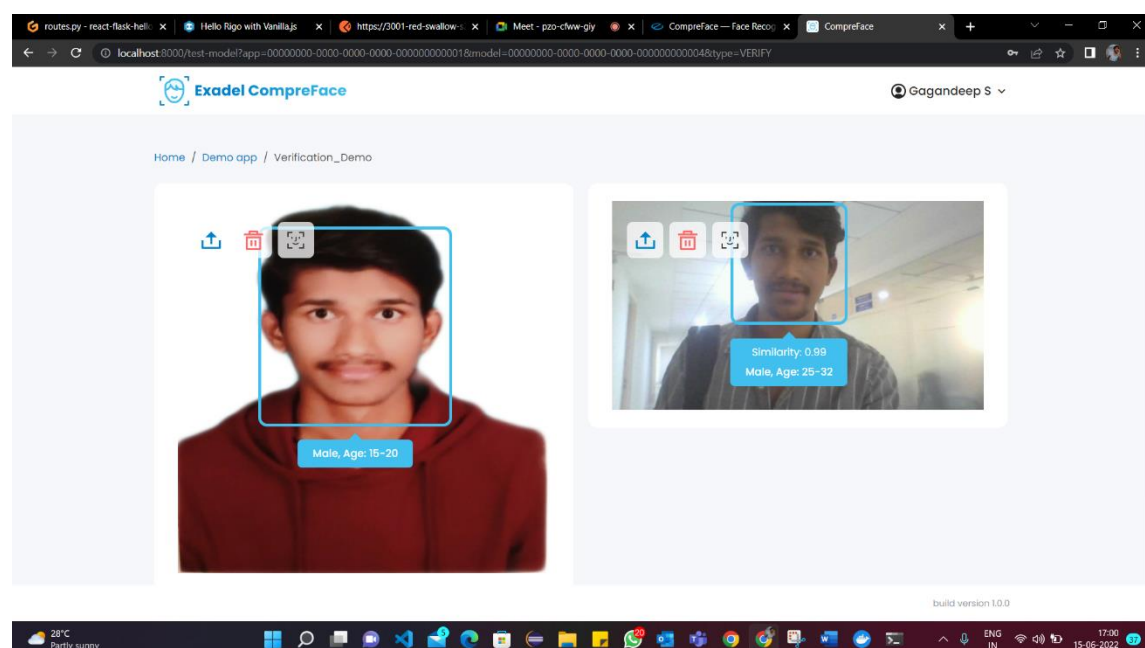 routes.py - react-flask-hello
Hello Rigo with Vanilla.js
https://3001-red-swallow-s
Meet - pzo-cfww-giy
CompreFace — Face Recog
CompreFace
localhost:8000/test-model?app=00000000-0000-0000-0000-000000000001&model=00000000-0000-0000-0000-000000000004&type=VERIFY
Exadel CompreFace
Gagandeep S
Home / Demo app / Verification_Demo
Similarity: 0.99
Male, Age: 25-32
Male, Age: 15-20
build version 1.0.0
28°C
Partly sunny
ENG
IN
17:00
15-06-2022
5
20
37